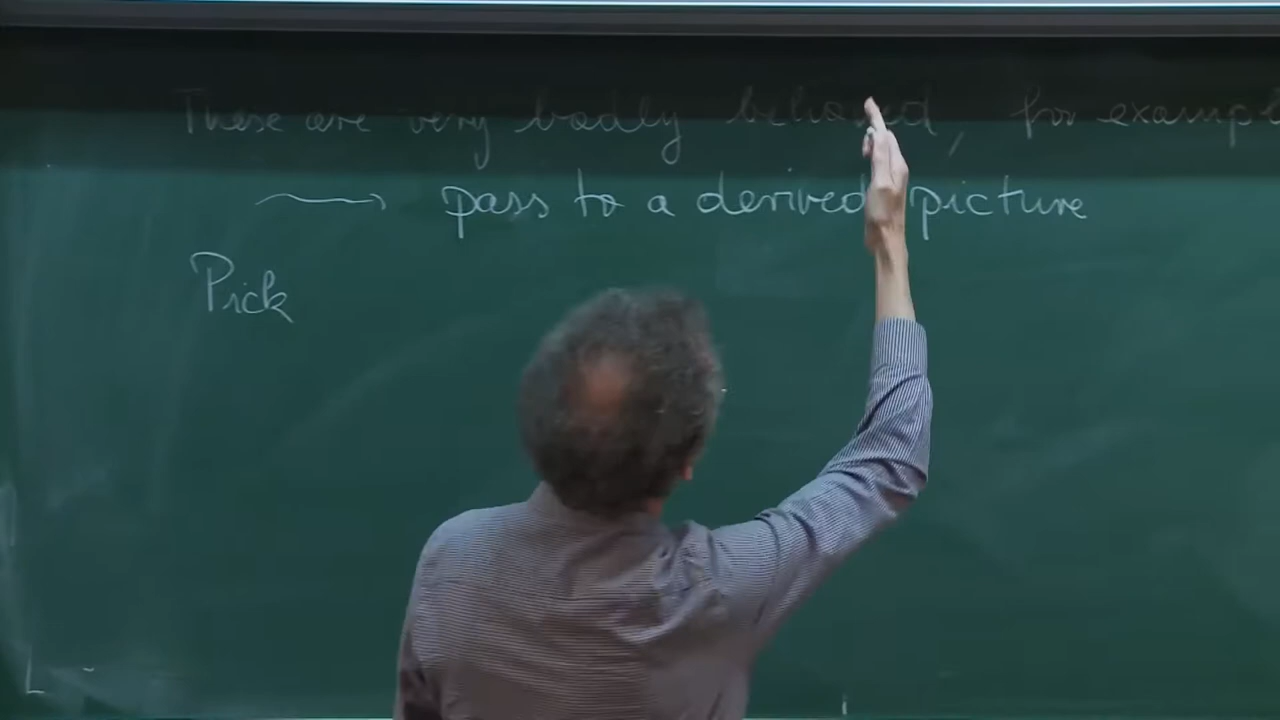 These are very badly behaved, for example
⟶ pass to a derived picture
Pick